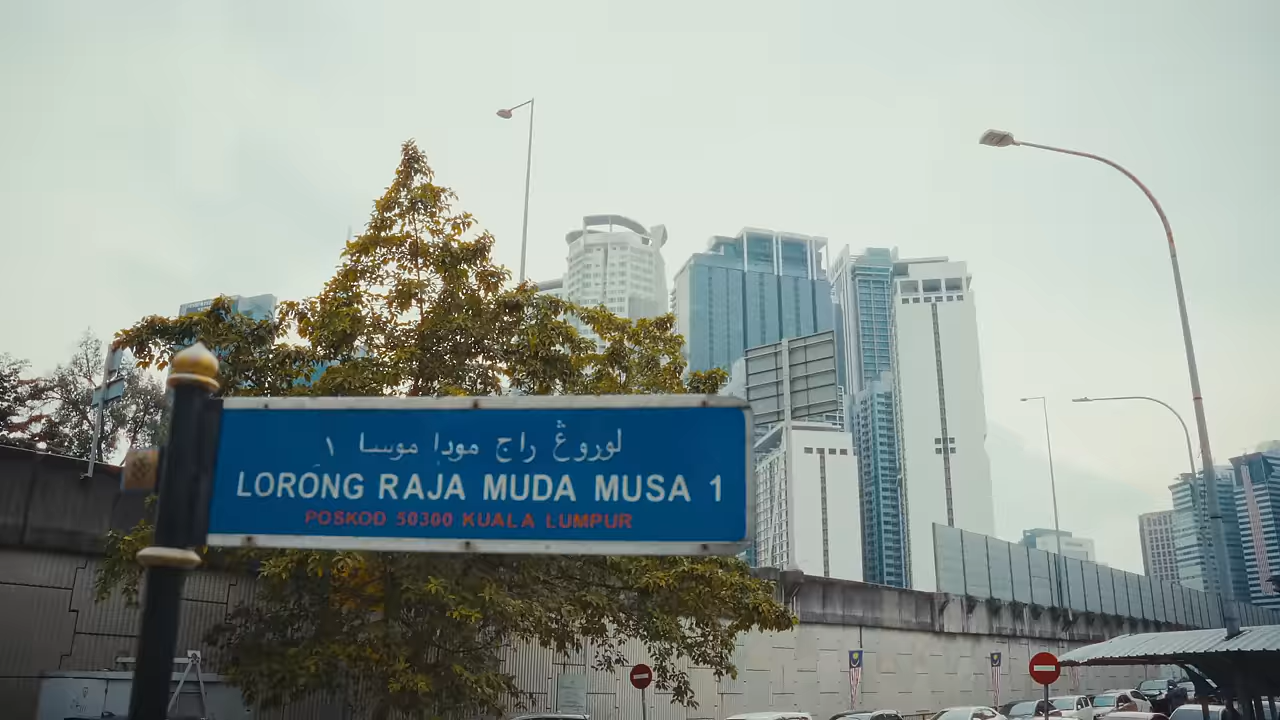 لوروڠ راج مودا موسا ١
LORONG RAJA MUDA MUSA 1
POSKOD 50300 KUALA LUMPUR